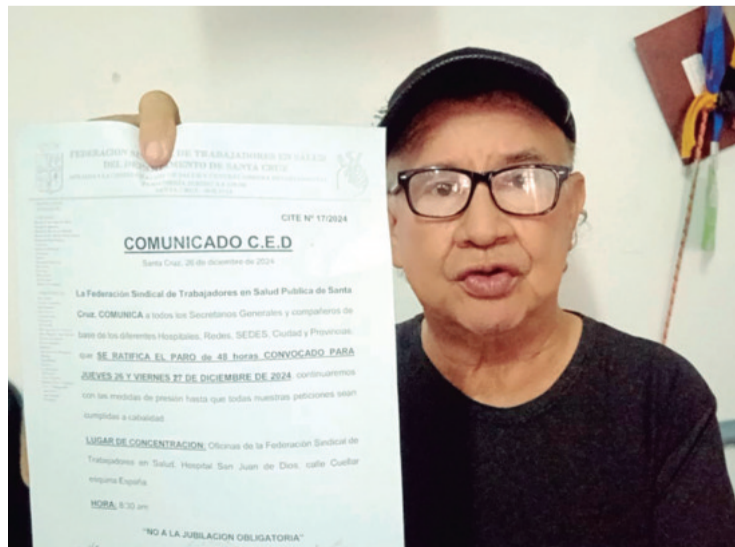 FEDERACION SINDICAL DE TRABAJADORES EN SALUD
DEL DEPARTAMENTO DE SANTA CRUZ
SANTA CRUZ - BOLIVIA
CITE N° 17/2024
COMUNICADO C.E.D
Santa Cruz, 26 de diciembre de 2024
La Federación Sindical de Trabajadores en Salud Publica de Santa
Cruz, COMUNICA a todos los Secretarios Generales y compañeros de
base de los diferentes Hospitales, Redes, SEDES, Ciudad y Provincias,
que SE RATIFICA EL PARO de 48 horas CONVOCADO PARA
JUEVES 26 Y VIERNES 27 DE DICIEMBRE DE 2024, continuaremos
con las medidas de presión hasta que todas nuestras peticiones sean
cumplidas a cabalidad.
LUGAR DE CONCENTRACION: Oficinas de la Federación Sindical de
Trabajadores en Salud, Hospital San Juan de Dios, calle Cuellar
esquina España.
HORA: 8:30 am
"NO A LA JUBILACION OBLIGATORIA"